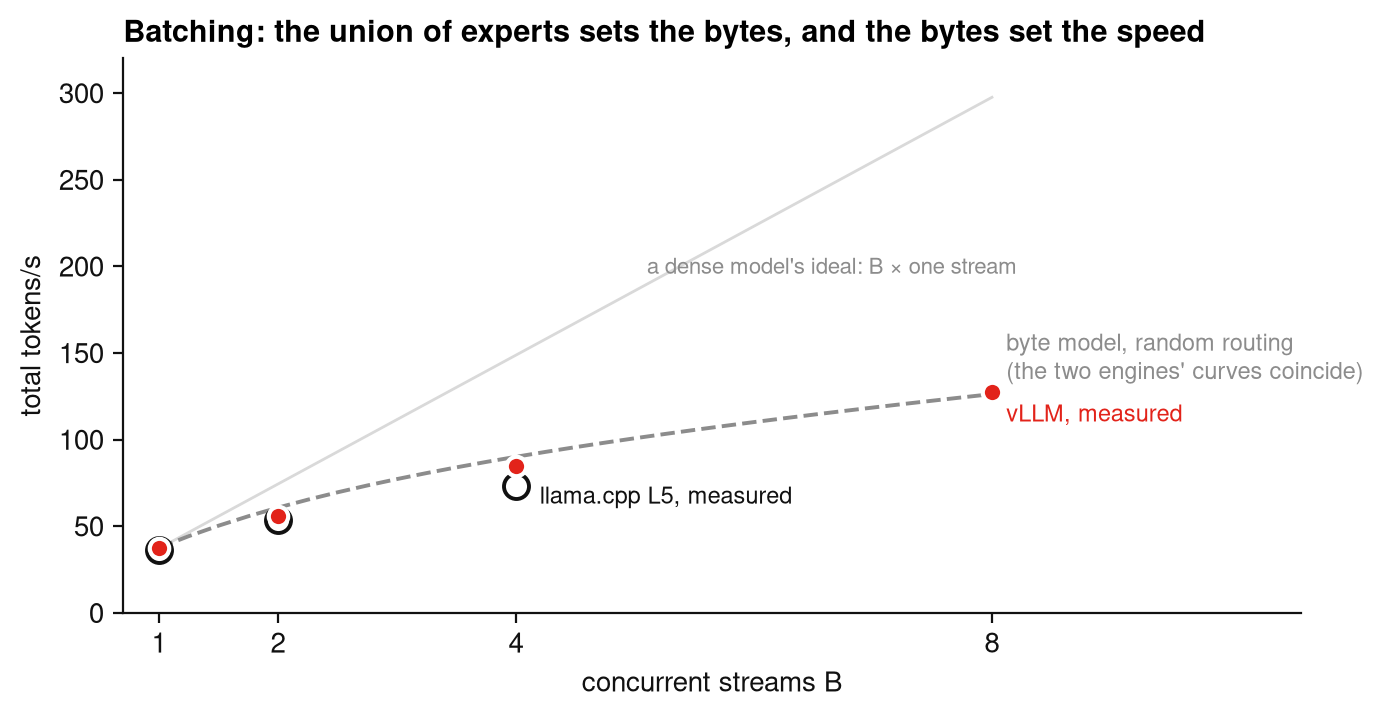 Batching: the union of experts sets the bytes, and the bytes set the speed
total tokens/s
300
250
200
150
100
50
0
a dense model's ideal: B × one stream
byte model, random routing
(the two engines' curves coincide)
vLLM, measured
llama.cpp L5, measured
1
2
4
8
concurrent streams B